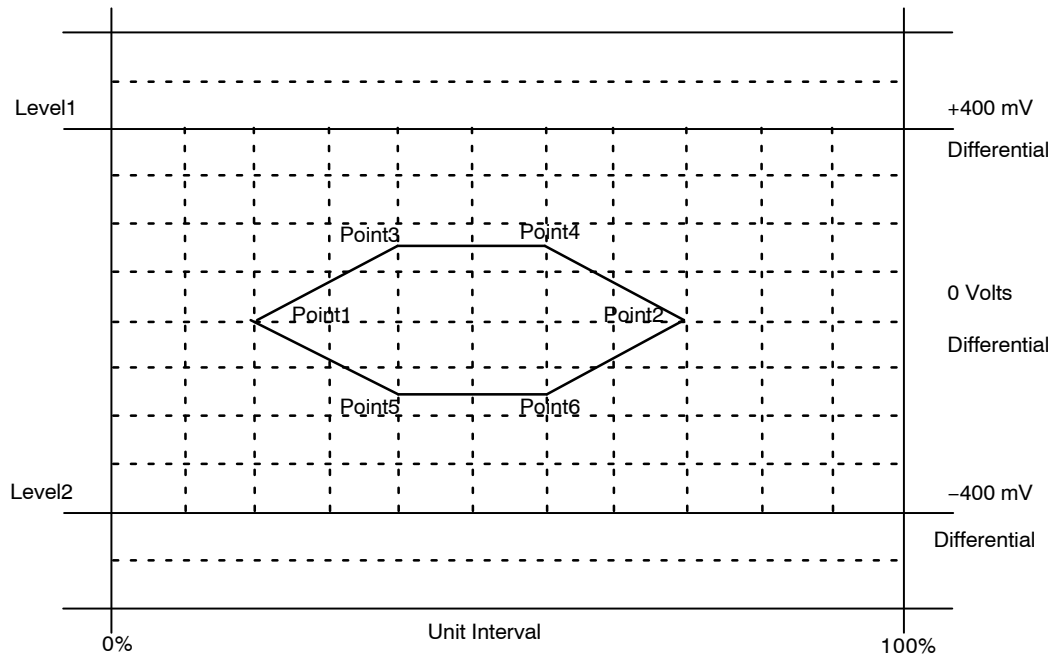 Level1
+400 mV
Differential
Point3
Point4
0 Volts
Point1
Point2
Differential
Point5
Point6
Level2
−400 mV
Differential
Unit Interval
0%
100%